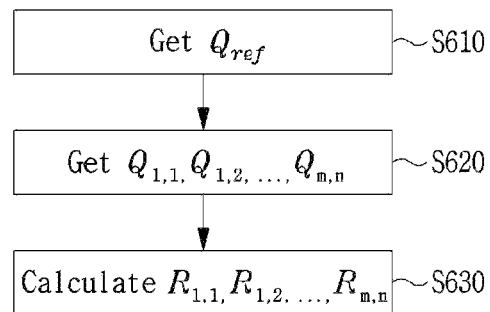 Get Q_ref S610
Get Q_1,1, Q_1,2, ..., Q_m,n S620
Calculate R_1,1, R_1,2, ..., R_m,n S630